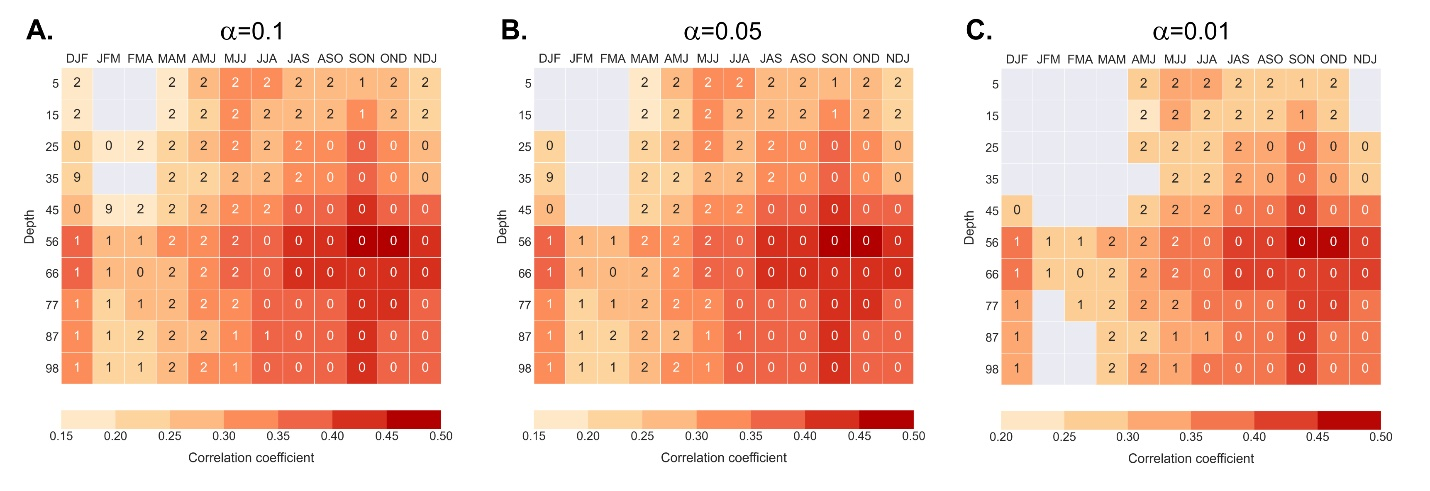 A. α=0.1
DJF JFM FMA MAM AMJ MJJ JJA JAS ASO SON OND NDJ
5 2 2 2 2 2 2 2 1 2 2
15 2 2 2 2 2 2 2 1 2 2
25 0 0 2 2 2 2 2 2 0 0 0 0
35 9 2 2 2 2 2 0 0 0 0
45 0 9 2 2 2 2 2 0 0 0 0 0
56 1 1 1 2 2 2 0 0 0 0 0 0
66 1 1 0 2 2 2 0 0 0 0 0 0
77 1 1 1 2 2 2 0 0 0 0 0 0
87 1 1 2 2 2 1 1 0 0 0 0 0
98 1 1 1 2 2 1 0 0 0 0 0 0
Depth
0.15 0.20 0.25 0.30 0.35 0.40 0.45 0.50
Correlation coefficient
B. α=0.05
DJF JFM FMA MAM AMJ MJJ JJA JAS ASO SON OND NDJ
5 2 2 2 2 2 2 1 2 2
15 2 2 2 2 2 2 1 2 2
25 0 2 2 2 2 2 0 0 0 0
35 9 2 2 2 2 2 0 0 0 0
45 0 2 2 2 2 0 0 0 0 0
56 1 1 1 2 2 2 0 0 0 0 0 0
66 1 1 0 2 2 2 0 0 0 0 0 0
77 1 1 1 2 2 2 0 0 0 0 0 0
87 1 1 2 2 2 1 1 0 0 0 0 0
98 1 1 1 2 2 1 0 0 0 0 0 0
Depth
0.15 0.20 0.25 0.30 0.35 0.40 0.45 0.50
Correlation coefficient
C. α=0.01
DJF JFM FMA MAM AMJ MJJ JJA JAS ASO SON OND NDJ
5 2 2 2 2 2 1 2
15 2 2 2 2 2 1 2
25 2 2 2 2 0 0 0 0
35 2 2 2 0 0 0 0
45 0 2 2 2 0 0 0 0 0
56 1 1 1 2 2 2 0 0 0 0 0 0
66 1 1 0 2 2 2 0 0 0 0 0 0
77 1 1 2 2 2 0 0 0 0 0 0
87 1 2 2 1 1 0 0 0 0 0
98 1 2 2 1 0 0 0 0 0 0
Depth
0.20 0.25 0.30 0.35 0.40 0.45 0.50
Correlation coefficient